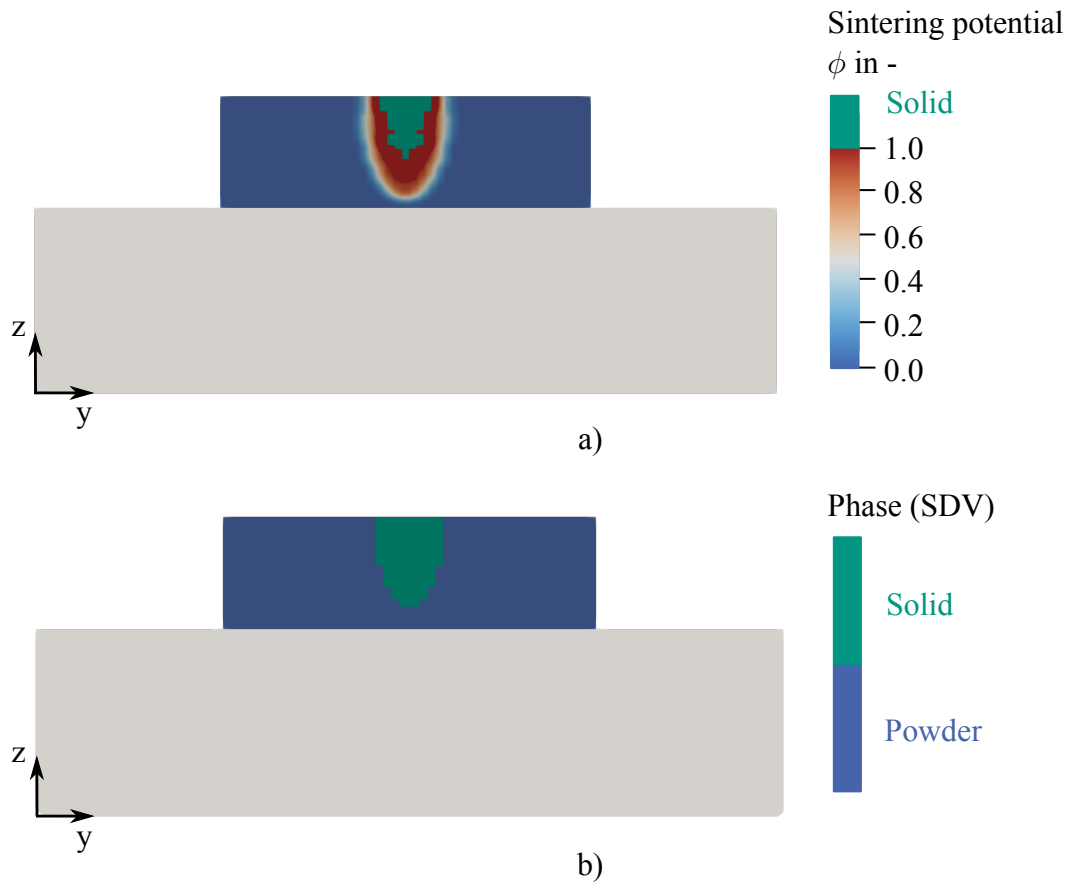 Sintering potential
ϕ in -
Solid
1.0
0.8
0.6
0.4
0.2
0.0
z
y
a)
Phase (SDV)
Solid
Powder
z
y
b)